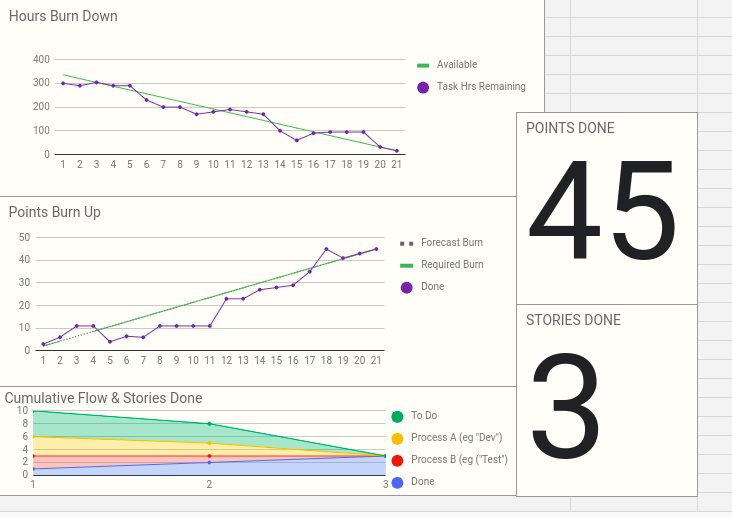 Hours Burn Down
400
300
200
100
0
1 2 3 4 5 6 7 8 9 10 11 12 13 14 15 16 17 18 19 20 21
Available
Task Hrs Remaining
POINTS DONE
45
Points Burn Up
50
40
30
20
10
0
1 2 3 4 5 6 7 8 9 10 11 12 13 14 15 16 17 18 19 20 21
Forecast Burn
Required Burn
Done
STORIES DONE
3
Cumulative Flow & Stories Done
10
8
6
4
2
0
1 2 3
To Do
Process A (eg "Dev")
Process B (eg ("Test")
Done